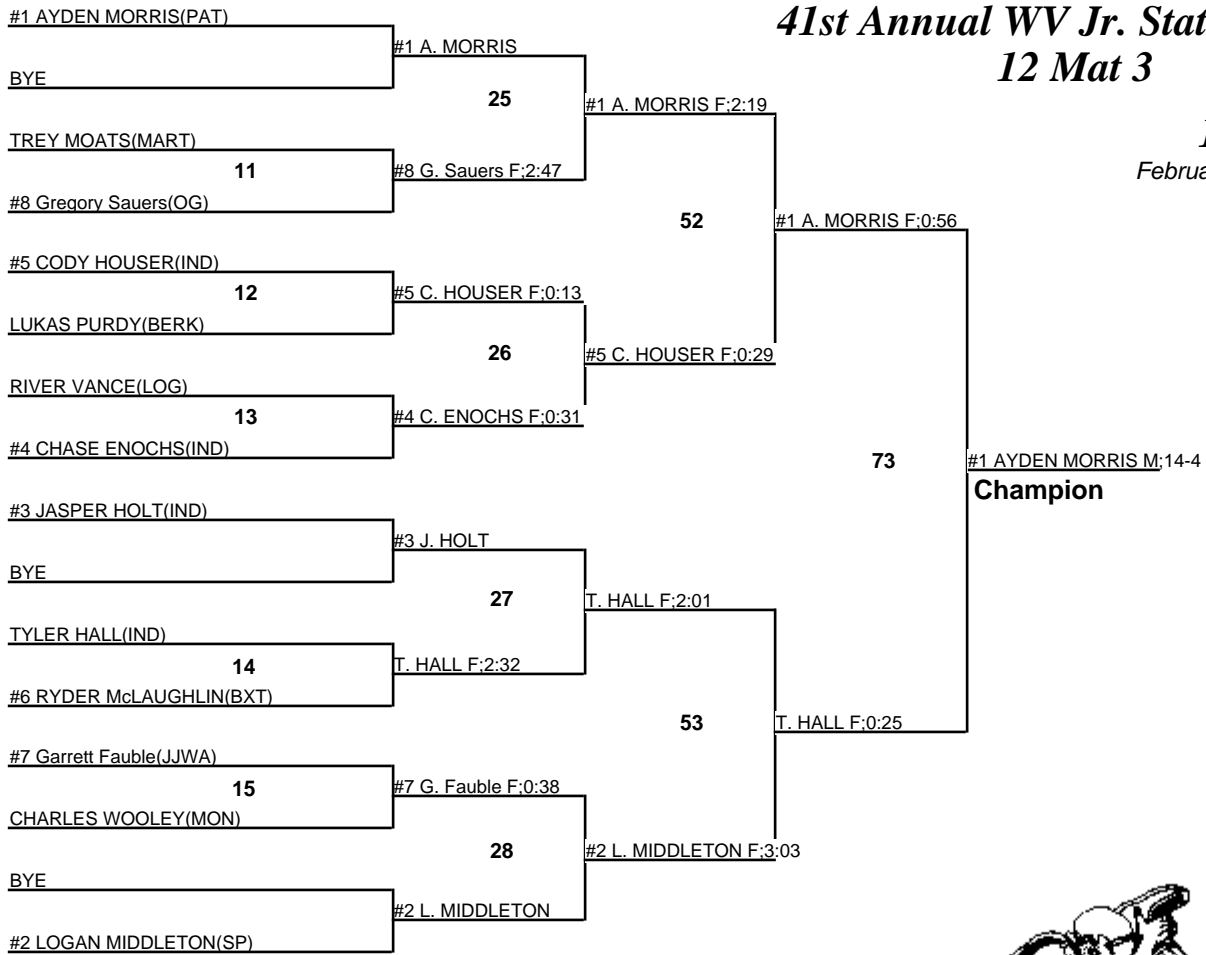 #1 AYDEN MORRIS(PAT)
41st Annual WV Jr. Stat
#1 A. MORRIS
12 Mat 3
BYE
25
#1 A. MORRIS F;2:19
TREY MOATS(MART)
11
#8 G. Sauers F;2:47
Februa
#8 Gregory Sauers(OG)
52
#1 A. MORRIS F;0:56
#5 CODY HOUSER(IND)
12
#5 C. HOUSER F;0:13
LUKAS PURDY(BERK)
26
#5 C. HOUSER F;0:29
RIVER VANCE(LOG)
13
#4 C. ENOCHS F;0:31
#4 CHASE ENOCHS(IND)
73
#1 AYDEN MORRIS M;14-4
Champion
#3 JASPER HOLT(IND)
#3 J. HOLT
BYE
27
T. HALL F;2:01
TYLER HALL(IND)
14
T. HALL F;2:32
#6 RYDER McLAUGHLIN(BXT)
53
T. HALL F;0:25
#7 Garrett Fauble(JJWA)
15
#7 G. Fauble F;0:38
CHARLES WOOLEY(MON)
28
#2 L. MIDDLETON F;3:03
BYE
#2 L. MIDDLETON
#2 LOGAN MIDDLETON(SP)